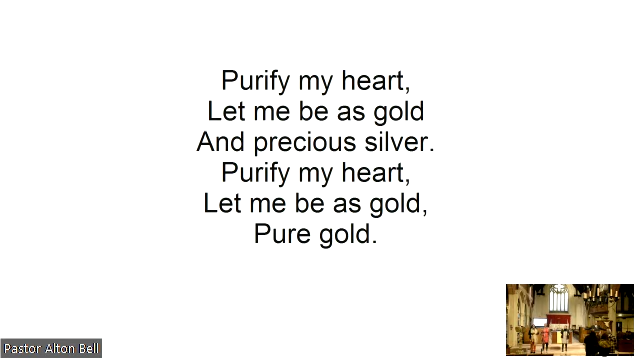 Purify my heart,
Let me be as gold
And precious silver.
Purify my heart,
Let me be as gold,
Pure gold.
Pastor Alton Bell